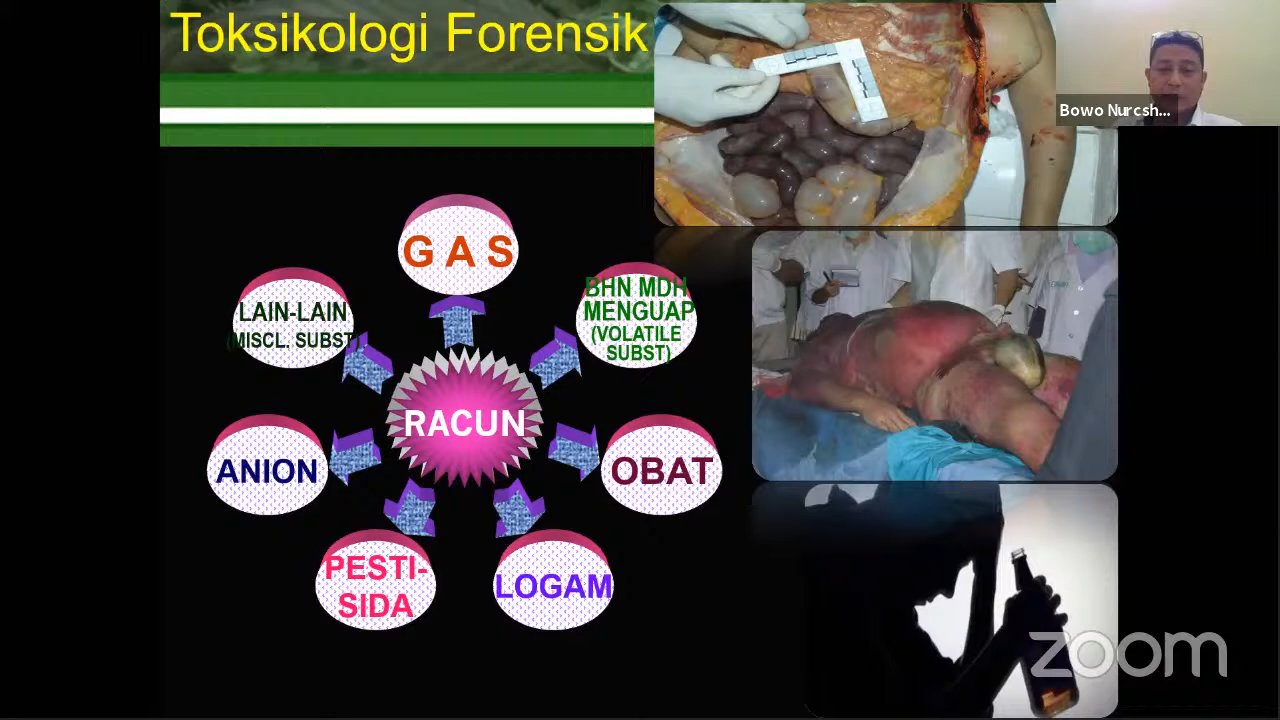 Toksikologi Forensik
Bowo Nurcsh...
G A S
BHN MDH
MENGUAP
(VOLATILE
SUBST)
LAIN-LAIN
(MISCL. SUBST)
RACUN
ANION
OBAT
PESTI-
SIDA
LOGAM
zoom